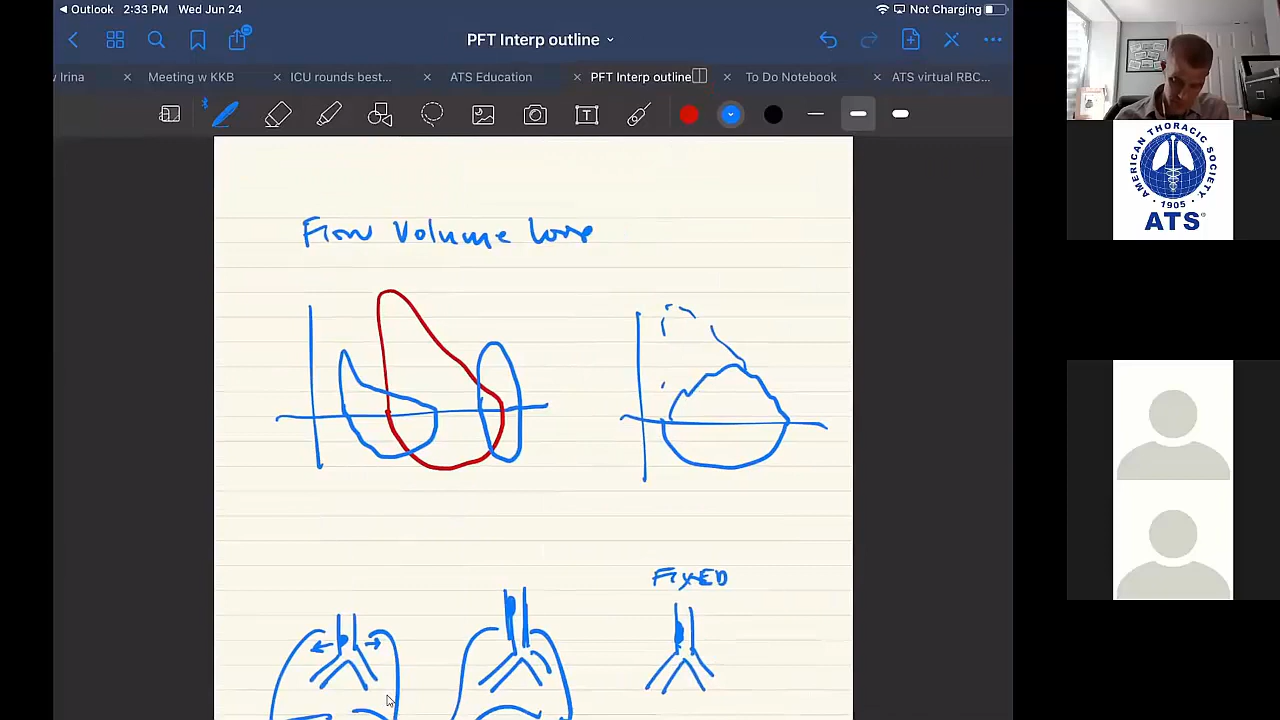 Outlook 2:33 PM Wed Jun 24
Not Charging
PFT Interp outline
w Irina
Meeting w KKB
ICU rounds best...
ATS Education
PFT Interp outline
To Do Notebook
ATS virtual RBC...
T
Flow Volume Loop
FIXED
AMERICAN THORACIC SOCIETY
1905
ATS